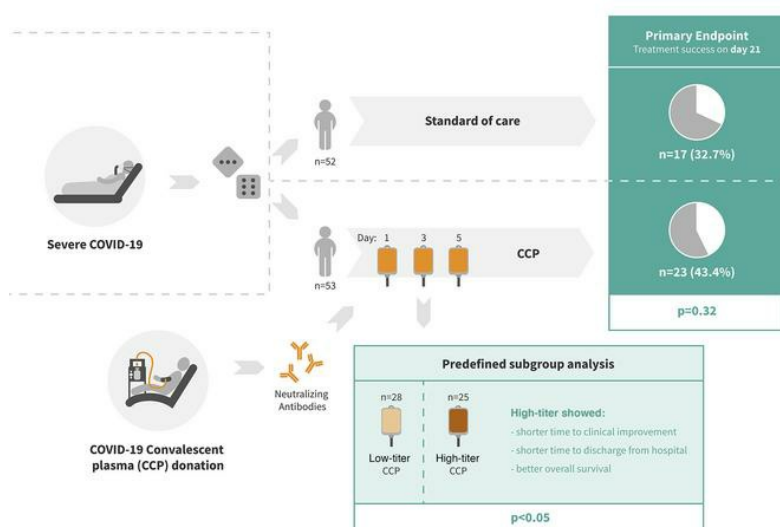 Primary Endpoint
Treatment success on day 21
Standard of care
n=52
n=17 (32.7%)
Severe COVID-19
Day: 1 3 5
CCP
n=53
n=23 (43.4%)
p=0.32
Neutralizing
Antibodies
COVID-19 Convalescent
plasma (CCP) donation
Predefined subgroup analysis
n=28
n=25
Low-titer
CCP
High-titer
CCP
High-titer showed:
- shorter time to clinical improvement
- shorter time to discharge from hospital
- better overall survival
p<0.05